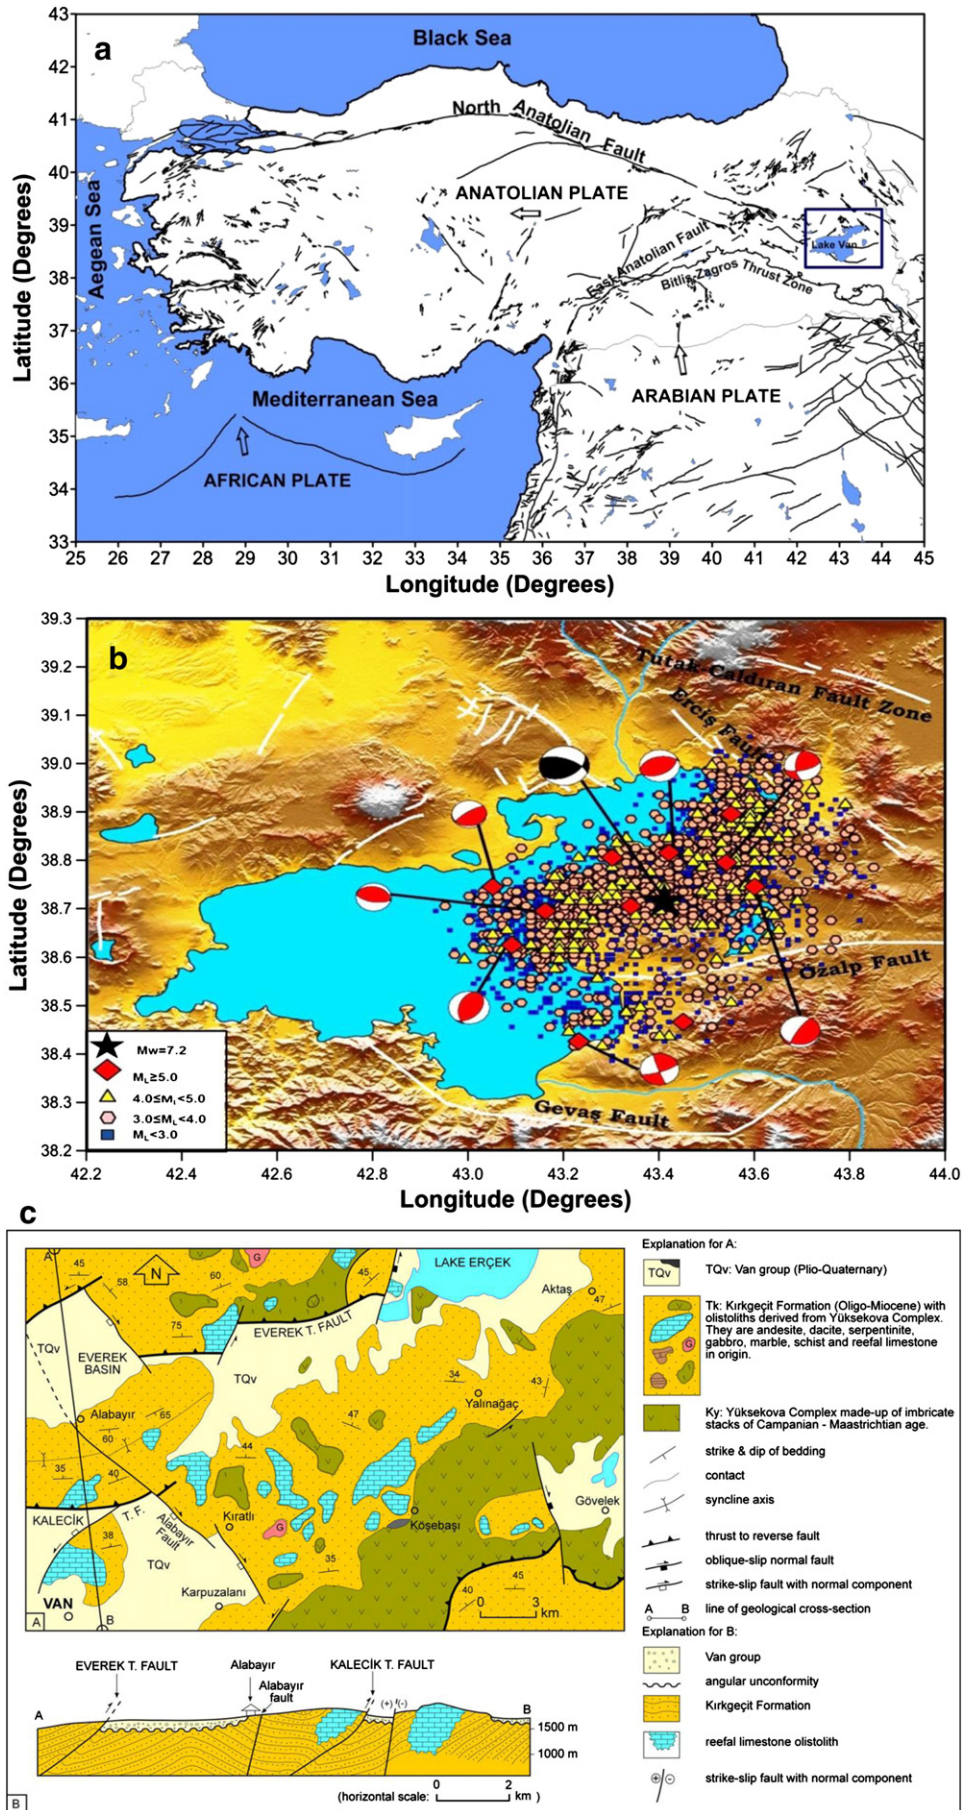 a
43
42
41
40
39
38
37
36
35
34
33
Latitude (Degrees)
Black Sea
North Anatolian Fault
ANATOLIAN PLATE
Aegean Sea
East Anatolian Fault
Lake Van
Bitlis-Zagros Thrust Zone
Mediterranean Sea
ARABIAN PLATE
AFRICAN PLATE
25 26 28 29 30 32 33 34 36 37 38 40 41 42 43 45
Longitude (Degrees)
b
39.3
39.2
39.1
39.0
38.9
38.8
38.7
38.6
38.5
38.4
38.3
38.2
Latitude (Degrees)
Tutak-Caldıran Fault Zone
Erciş Fault
Özalp Fault
Gevaş Fault
Mw=7.2
ML≥5.0
4.0≤ML<5.0
3.0≤ML<4.0
ML<3.0
42.2 42.4 42.6 42.8 43.0 43.2 43.4 43.6 43.8 44.0
Longitude (Degrees)
c
A
45
58
N
60
G
45
LAKE ERÇEK
Aktaş
47
75
EVEREK T. FAULT
TQv
EVEREK BASIN
TQv
34
43
Yalınağaç
Alabayır
65
47
60
44
35
40
KALECİK
T. F.
Alabayır
Fault
Kıratlı
G
Köşebaşı
Gövelek
38
TQv
35
Karpuzalanı
45
40
VAN
0 3
km
A
B
EVEREK T. FAULT
Alabayır
KALECİK T. FAULT
Alabayır
fault
(+) (-)
A
B
1500 m
1000 m
0 2
(horizontal scale: km )
B
Explanation for A:
TQv
TQv: Van group (Plio-Quaternary)
Tk: Kırkgeçit Formation (Oligo-Miocene) with
olistoliths derived from Yüksekova Complex.
They are andesite, dacite, serpentinite,
gabbro, marble, schist and reefal limestone
in origin.
G
Ky: Yüksekova Complex made-up of imbricate
stacks of Campanian - Maastrichtian age.
strike & dip of bedding
contact
syncline axis
thrust to reverse fault
oblique-slip normal fault
strike-slip fault with normal component
A B
line of geological cross-section
Explanation for B:
Van group
angular unconformity
Kırkgeçit Formation
reefal limestone olistolith
+ -
strike-slip fault with normal component